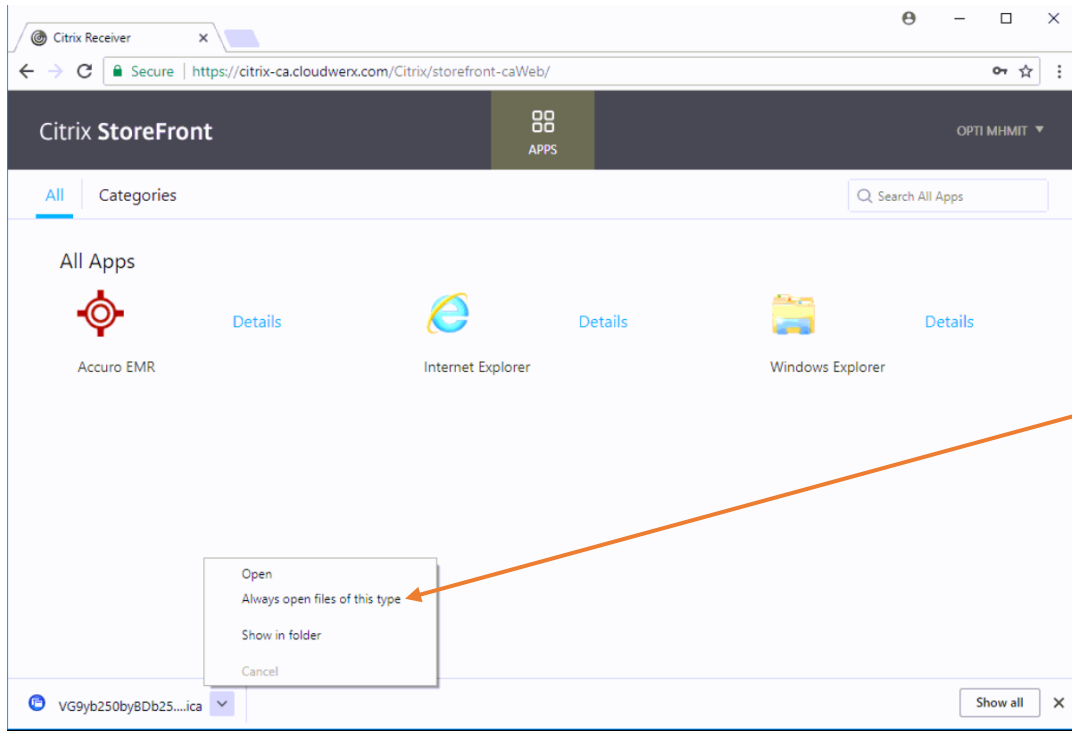 Citrix Receiver
Secure | https://citrix-ca.cloudwerx.com/Citrix/storefront-caWeb/
Citrix StoreFront
APPS
OPTI MHMIT
All
Categories
Search All Apps
All Apps
Details
Details
Details
Accuro EMR
Internet Explorer
Windows Explorer
Open
Always open files of this type
Show in folder
Cancel
VG9yb250byBDb25....ica
Show all